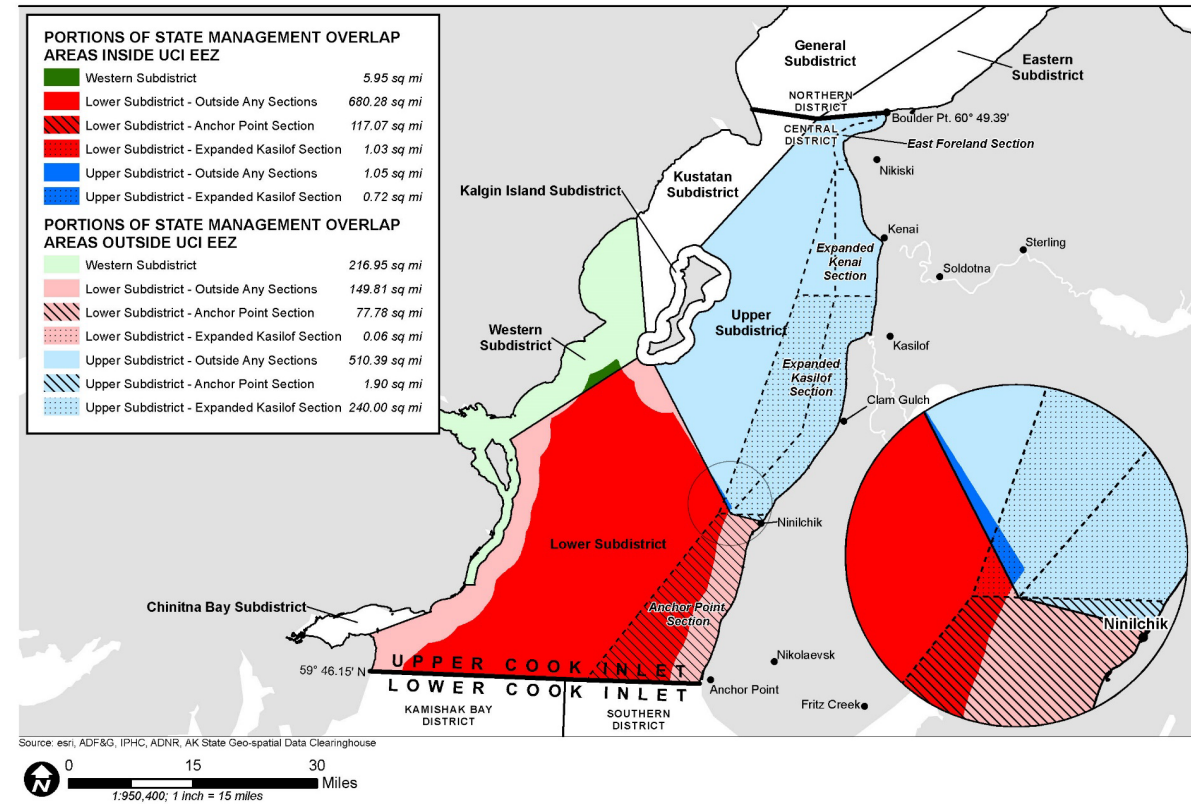 PORTIONS OF STATE MANAGEMENT OVERLAP
AREAS INSIDE UCI EEZ
Western Subdistrict 5.95 sq mi
Lower Subdistrict - Outside Any Sections 680.28 sq mi
Lower Subdistrict - Anchor Point Section 117.07 sq mi
Lower Subdistrict - Expanded Kasilof Section 1.03 sq mi
Upper Subdistrict - Outside Any Sections 1.05 sq mi
Upper Subdistrict - Expanded Kasilof Section 0.72 sq mi
PORTIONS OF STATE MANAGEMENT OVERLAP
AREAS OUTSIDE UCI EEZ
Western Subdistrict 216.95 sq mi
Lower Subdistrict - Outside Any Sections 149.81 sq mi
Lower Subdistrict - Anchor Point Section 77.78 sq mi
Lower Subdistrict - Expanded Kasilof Section 0.06 sq mi
Upper Subdistrict - Outside Any Sections 510.39 sq mi
Upper Subdistrict - Anchor Point Section 1.90 sq mi
Upper Subdistrict - Expanded Kasilof Section 240.00 sq mi
General
Subdistrict
Eastern
Subdistrict
NORTHERN
DISTRICT
CENTRAL
DISTRICT
Boulder Pt. 60° 49.39'
East Foreland Section
Nikiski
Kustatan
Subdistrict
Kalgin Island Subdistrict
Kenai
Sterling
Soldotna
Expanded
Kenai
Section
Upper
Subdistrict
Western
Subdistrict
Kasilof
Expanded
Kasilof
Section
Clam Gulch
Ninilchik
Lower Subdistrict
Anchor Point
Section
Chinitna Bay Subdistrict
Ninilchik
59° 46.15' N
UPPER COOK INLET
LOWER COOK INLET
KAMISHAK BAY
DISTRICT
SOUTHERN
DISTRICT
Nikolaevsk
Anchor Point
Fritz Creek
Source: esri, ADF&G, IPHC, ADNR, AK State Geo-spatial Data Clearinghouse
N
0 15 30
Miles
1:950,400; 1 inch = 15 miles